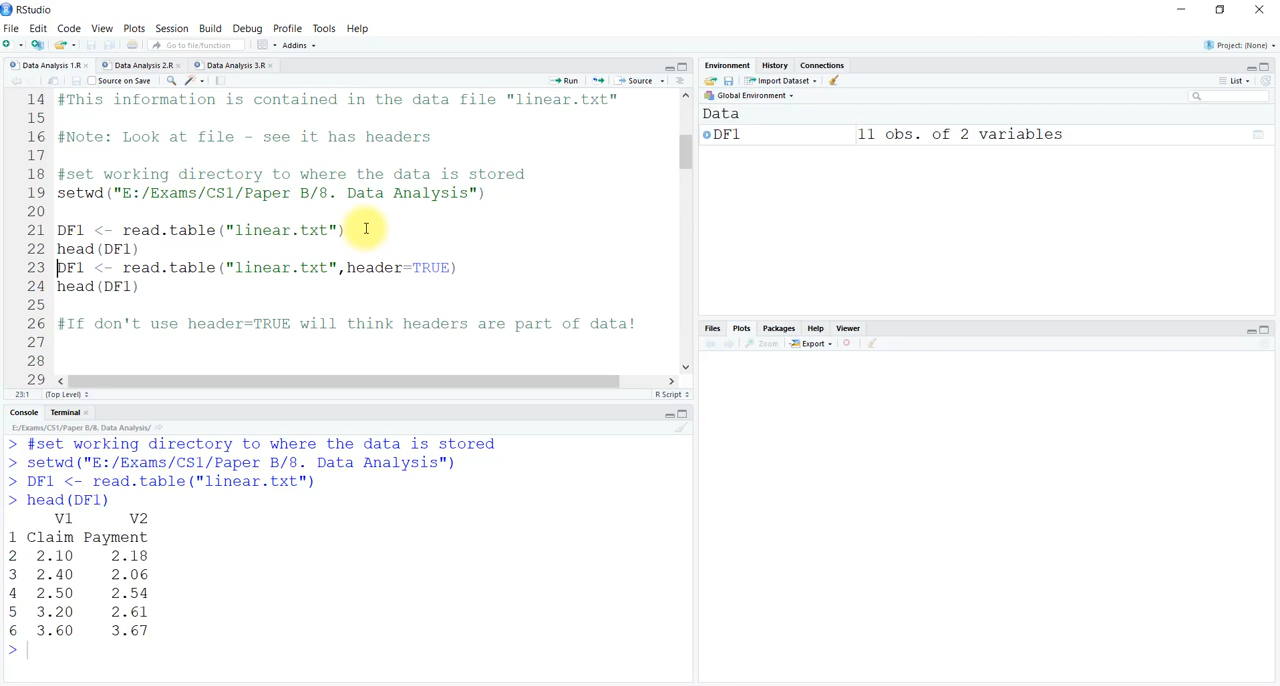 RStudio
File Edit Code View Plots Session Build Debug Profile Tools Help
Go to file/function Addins Project: (None)
Data Analysis 1.R Data Analysis 2.R Data Analysis 3.R
Source on Save Run Source
14 #This information is contained in the data file "linear.txt"
15
16 #Note: Look at file - see it has headers
17
18 #set working directory to where the data is stored
19 setwd("E:/Exams/CS1/Paper B/8. Data Analysis")
20
21 DF1 <- read.table("linear.txt")
22 head(DF1)
23 DF1 <- read.table("linear.txt",header=TRUE)
24 head(DF1)
25
26 #If don't use header=TRUE will think headers are part of data!
27
28
29
23:1 (Top Level) R Script
Console Terminal
E:/Exams/CS1/Paper B/8. Data Analysis/
> #set working directory to where the data is stored
> setwd("E:/Exams/CS1/Paper B/8. Data Analysis")
> DF1 <- read.table("linear.txt")
> head(DF1)
V1 V2
1 Claim Payment
2 2.10 2.18
3 2.40 2.06
4 2.50 2.54
5 3.20 2.61
6 3.60 3.67
>
Environment History Connections
Import Dataset List
Global Environment
Data
DF1 11 obs. of 2 variables
Files Plots Packages Help Viewer
Zoom Export